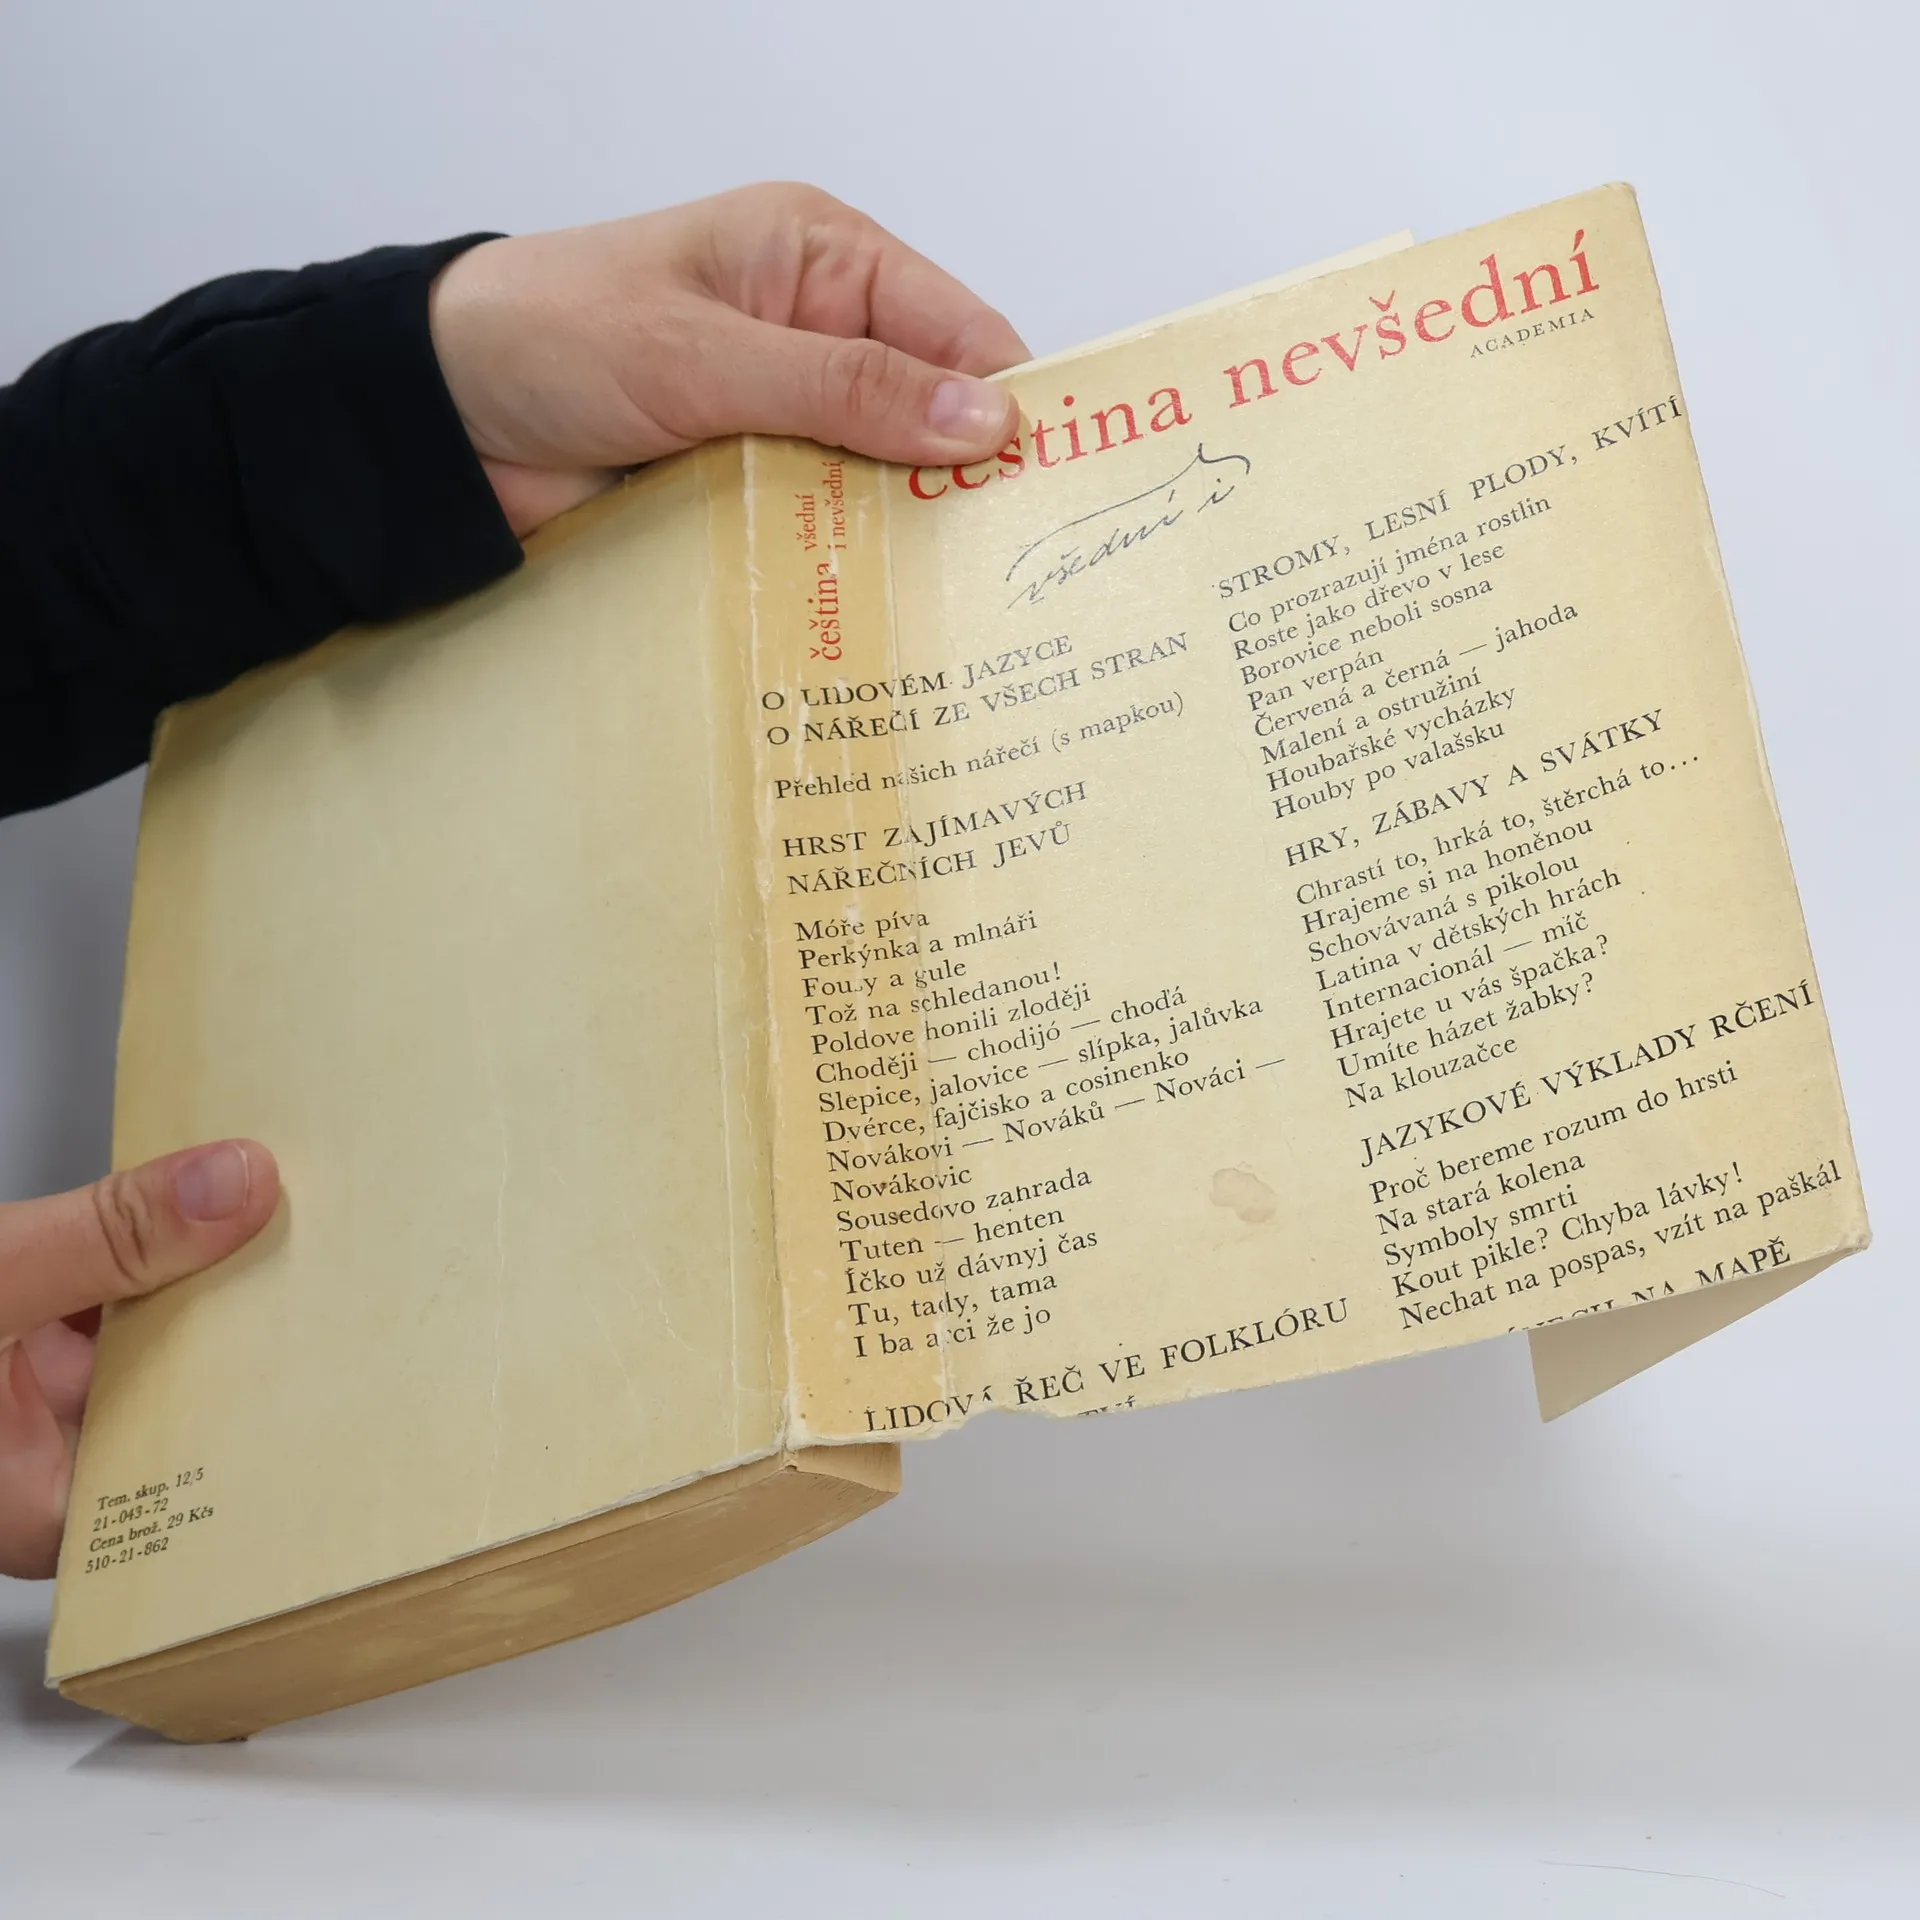 čeština nevšední
ACADEMIA
všední i
čeština všední
i nevšední
O LIDOVÉM JAZYCE
O NÁŘEČÍ ZE VŠECH STRAN
Přehled našich nářečí (s mapkou)
HRST ZAJÍMAVÝCH
NÁŘEČNÍCH JEVŮ
Móře píva
Perkýnka a mlnáři
a gule
Tož na schledanou!
Poldove honili zloději
Choději — chodijó — choďá
Slepice, jalovice — slípka, jalůvka
Dvérce, fajčisko a cosinenko
Novákovi — Nováků — Nováci —
Novákovic
Sousedovo zahrada
Tuten — henten
Íčko už dávnyj čas
Tu, tady, tama
I ba arci že jo
LIDOVÁ ŘEČ VE FOLKLÓRU
STROMY, LESNÍ PLODY, KVÍTÍ
Co prozrazují jména rostlin
Roste jako dřevo v lese
Borovice neboli sosna
Pan verpán
Červená a černá — jahoda
Malení a ostružiní
Houbařské vycházky
Houby po valašsku
HRY, ZÁBAVY A SVÁTKY
Chrastí to, hrká to, štěrchá to...
Hrajeme si na honěnou
Schovávaná s pikolou
Latina v dětských hrách
Internacionál — míč
Hrajete u vás špačka?
Umíte házet žabky?
Na klouzačce
JAZYKOVÉ VÝKLADY RČENÍ
Proč bereme rozum do hrsti
Na stará kolena
Symboly smrti
Kout pikle? Chyba lávky!
Nechat na pospas, vzít na paškál
NA MAPĚ
Tem. skup. 12/5
21-043-72
Cena brož. 29 Kčs
510-21-862